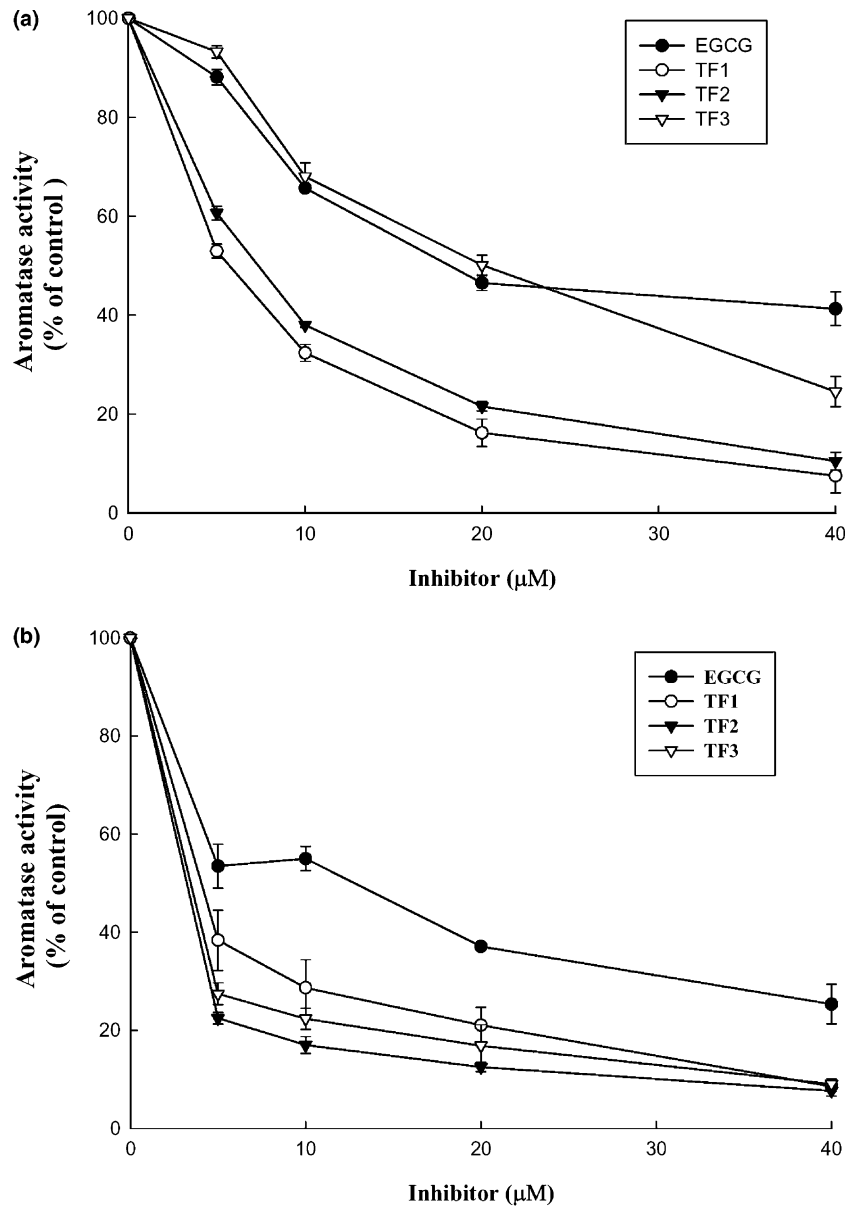 (a)
100
80
60
40
20
0
Aromatase activity
(% of control )
EGCG
TF1
TF2
TF3
0 10 20 30 40
Inhibitor (μM)
(b)
100
80
60
40
20
0
Aromatase activity
(% of control)
EGCG
TF1
TF2
TF3
0 10 20 30 40
Inhibitor (μM)